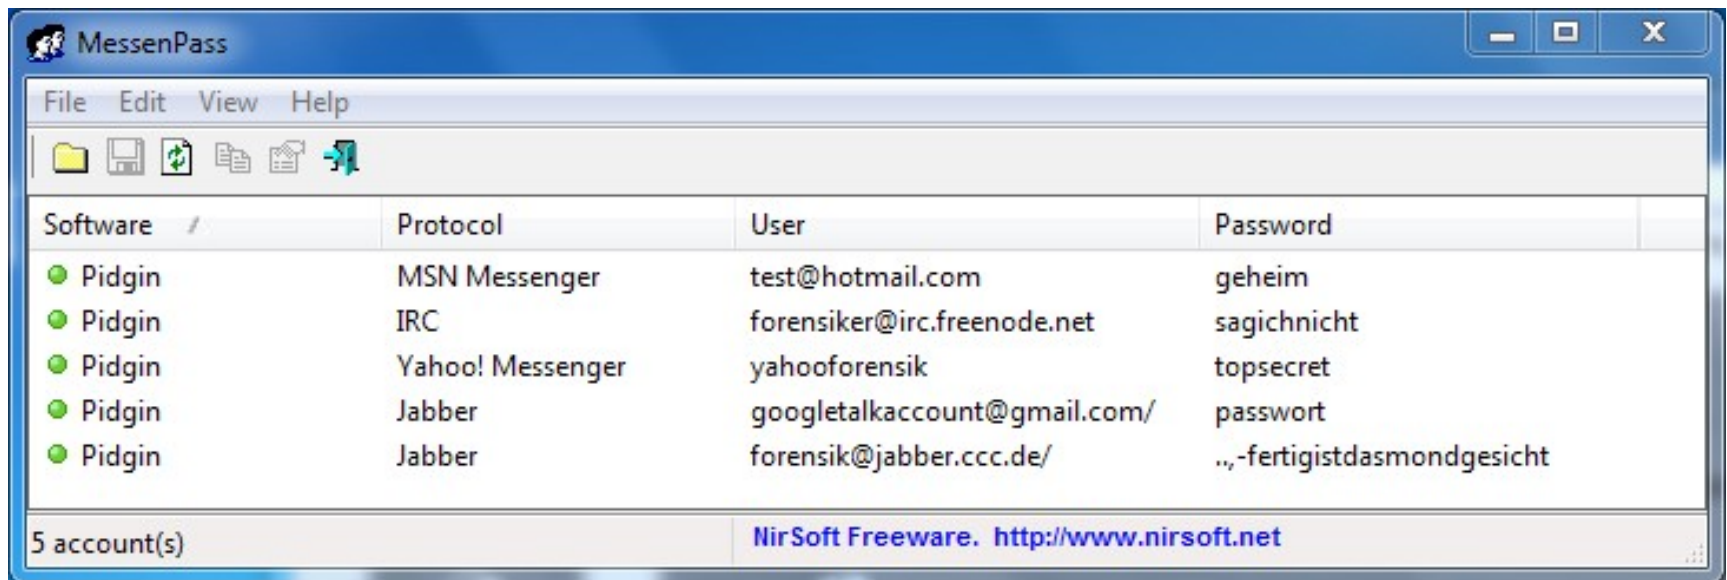 MessenPass
File Edit View Help
Software Protocol User Password
Pidgin MSN Messenger test@hotmail.com geheim
Pidgin IRC forensiker@irc.freenode.net sagichnicht
Pidgin Yahoo! Messenger yahooforensik topsecret
Pidgin Jabber googletalkaccount@gmail.com/ passwort
Pidgin Jabber forensik@jabber.ccc.de/ ..,-fertigistdasmondgesicht
5 account(s) NirSoft Freeware. http://www.nirsoft.net